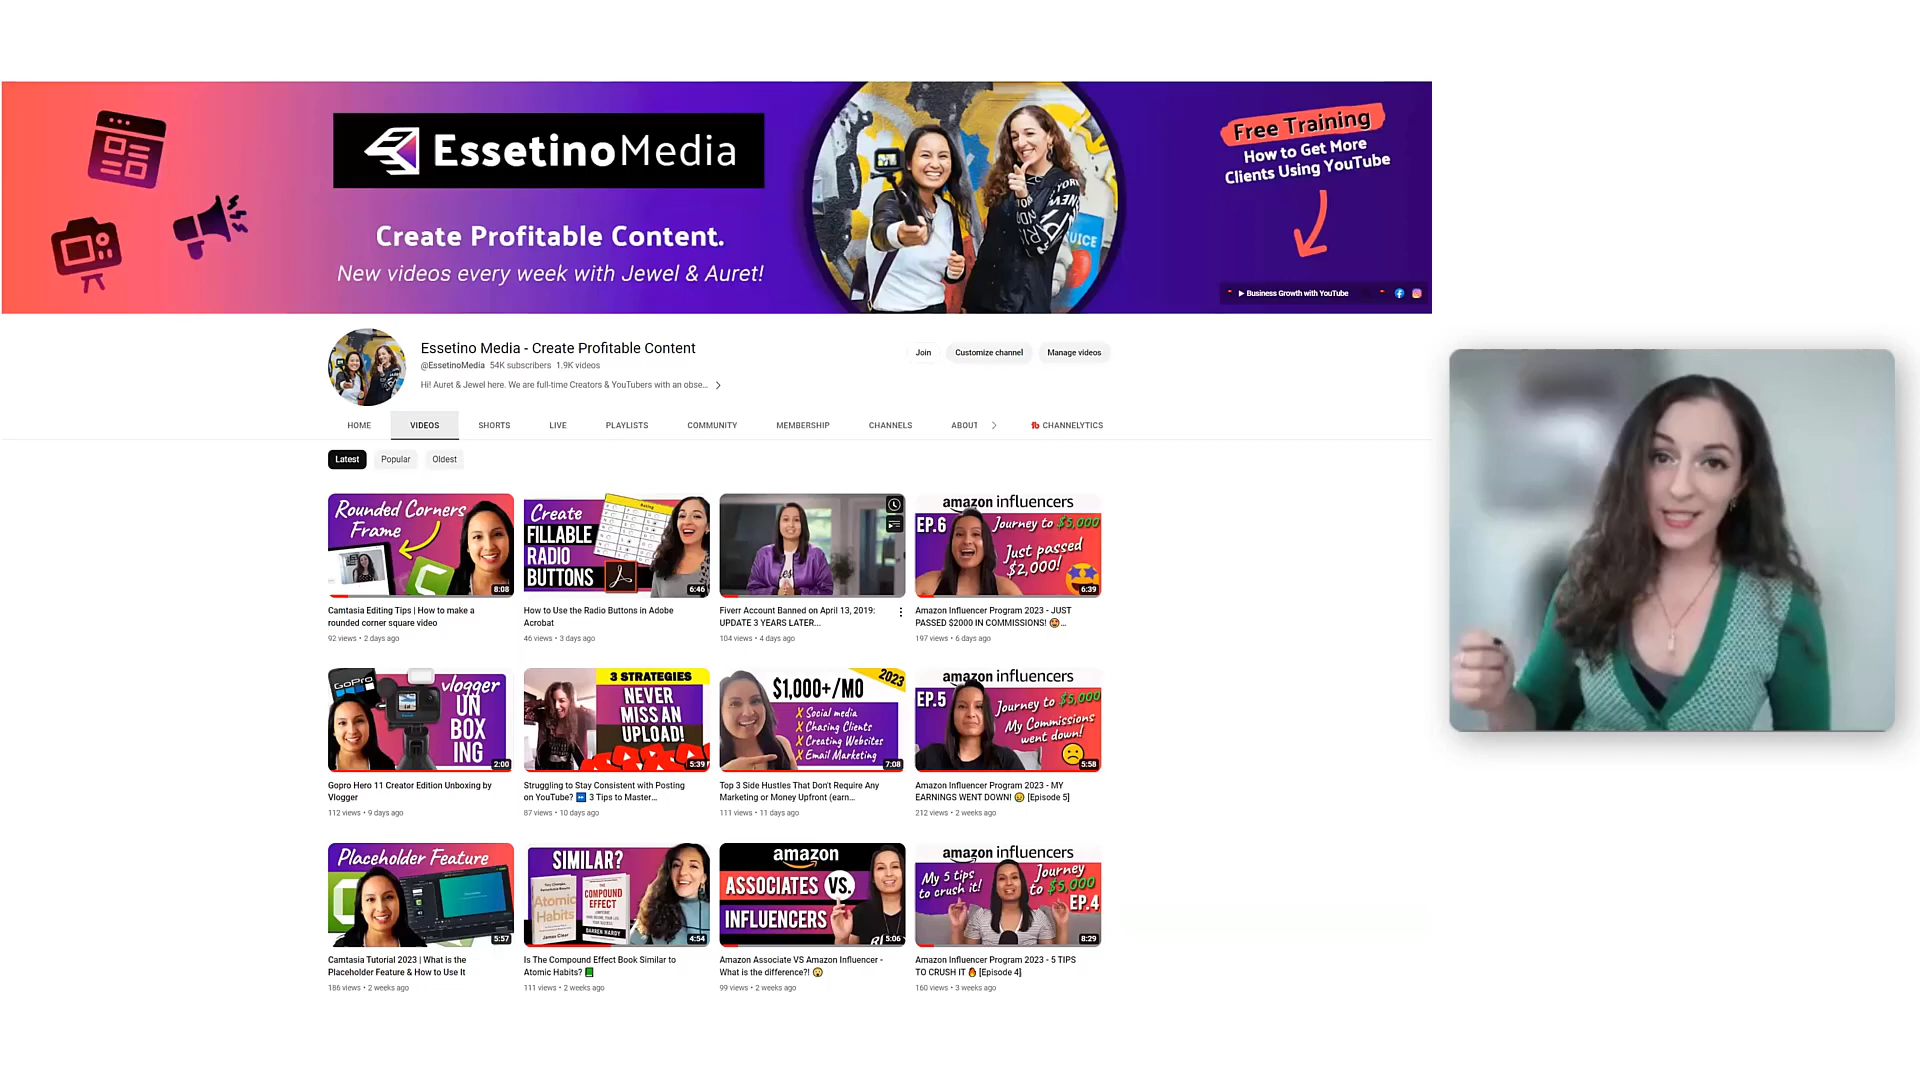 EssetinoMedia
Create Profitable Content.
New videos every week with Jewel & Auret!
Free Training
How to Get More
Clients Using YouTube
▶ Business Growth with YouTube
Essetino Media - Create Profitable Content
@EssetinoMedia 54K subscribers 1.9K videos
Hi! Auret & Jewel here. We are full-time Creators & YouTubers with an obse...
Join
Customize channel
Manage videos
HOME
VIDEOS
SHORTS
LIVE
PLAYLISTS
COMMUNITY
MEMBERSHIP
CHANNELS
ABOUT
CHANNELYTICS
Latest
Popular
Oldest
Rounded Corners
Frame
8:08
Camtasia Editing Tips | How to make a
rounded corner square video
92 views • 2 days ago
Create
FILLABLE
RADIO
BUTTONS
6:46
How to Use the Radio Buttons in Adobe
Acrobat
46 views • 3 days ago
Fiverr Account Banned on April 13, 2019:
UPDATE 3 YEARS LATER...
104 views • 4 days ago
amazon influencers
EP.6
Journey to $5,000
Just passed
$2,000!
6:39
Amazon Influencer Program 2023 - JUST
PASSED $2000 IN COMMISSIONS! 🤩...
197 views • 6 days ago
GoPro
vlogger
UN
BOX
ING
2:00
Gopro Hero 11 Creator Edition Unboxing by
Vlogger
112 views • 9 days ago
3 STRATEGIES
NEVER
MISS AN
UPLOAD!
5:39
Struggling to Stay Consistent with Posting
on YouTube? ⏩ 3 Tips to Master...
87 views • 10 days ago
2023
$1,000+/MO
X Social media
X Chasing Clients
X Creating Websites
X Email Marketing
7:08
Top 3 Side Hustles That Don't Require Any
Marketing or Money Upfront (earn...
111 views • 11 days ago
amazon influencers
EP.5
Journey to $5,000
My Commissions
went down!
5:58
Amazon Influencer Program 2023 - MY
EARNINGS WENT DOWN! 😖 [Episode 5]
212 views • 2 weeks ago
Placeholder Feature
5:57
Camtasia Tutorial 2023 | What is the
Placeholder Feature & How to Use It
186 views • 2 weeks ago
SIMILAR?
Atomic
Habits
James Clear
THE
COMPOUND
EFFECT
DARREN HARDY
4:54
Is The Compound Effect Book Similar to
Atomic Habits? 📗
111 views • 2 weeks ago
amazon
ASSOCIATES VS.
INFLUENCERS
5:06
Amazon Associate VS Amazon Influencer -
What is the difference?! 😮
99 views • 2 weeks ago
amazon influencers
My 5 tips
to crush it!
Journey
to $5,000
EP.4
8:29
Amazon Influencer Program 2023 - 5 TIPS
TO CRUSH IT 🔥 [Episode 4]
160 views • 3 weeks ago